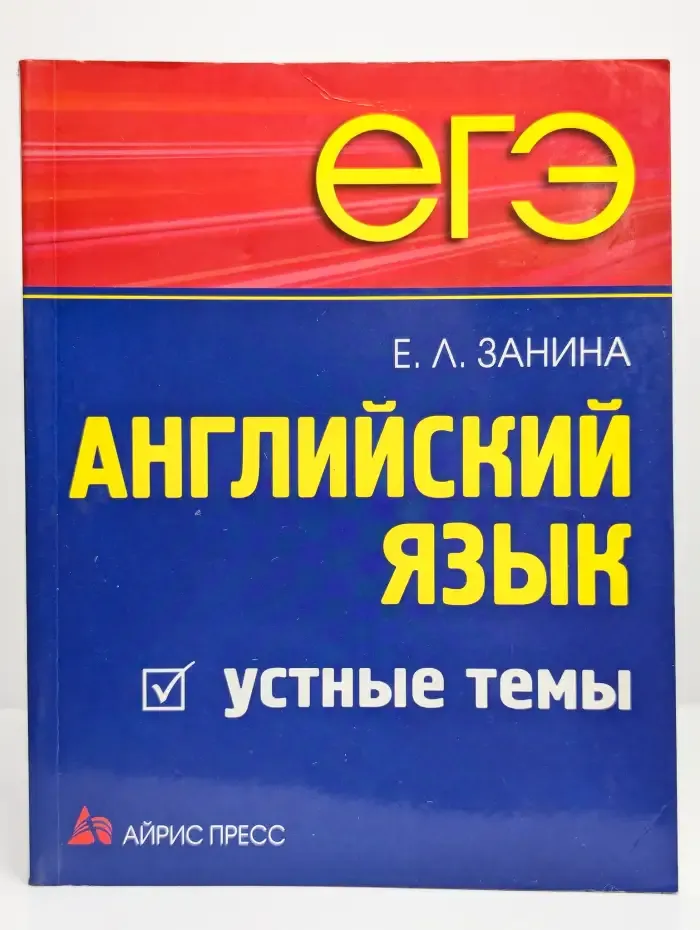 егэ
Е. Л. ЗАНИНА
АНГЛИЙСКИЙ
ЯЗЫК
устные темы
АЙРИС ПРЕСС